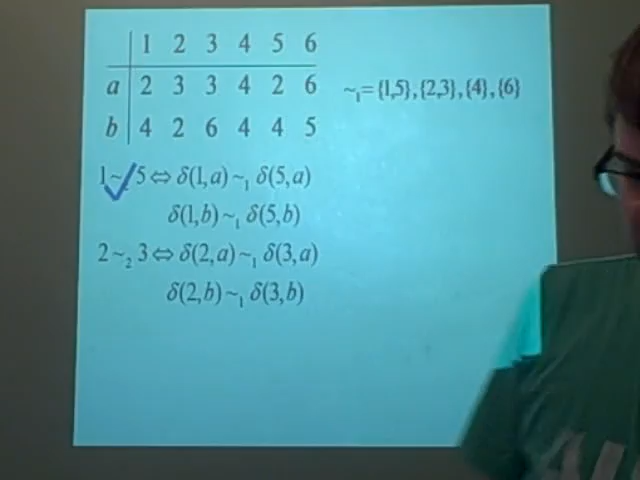 1 2 3 4 5 6
a 2 3 3 4 2 6
b 4 2 6 4 4 5
~₁= {1,5}, {2,3}, {4}, {6}
1 ~₂ 5 ⇔ δ(1, a) ~₁ δ(5, a)
δ(1, b) ~₁ δ(5, b)
2 ~₂ 3 ⇔ δ(2, a) ~₁ δ(3, a)
δ(2, b) ~₁ δ(3, b)